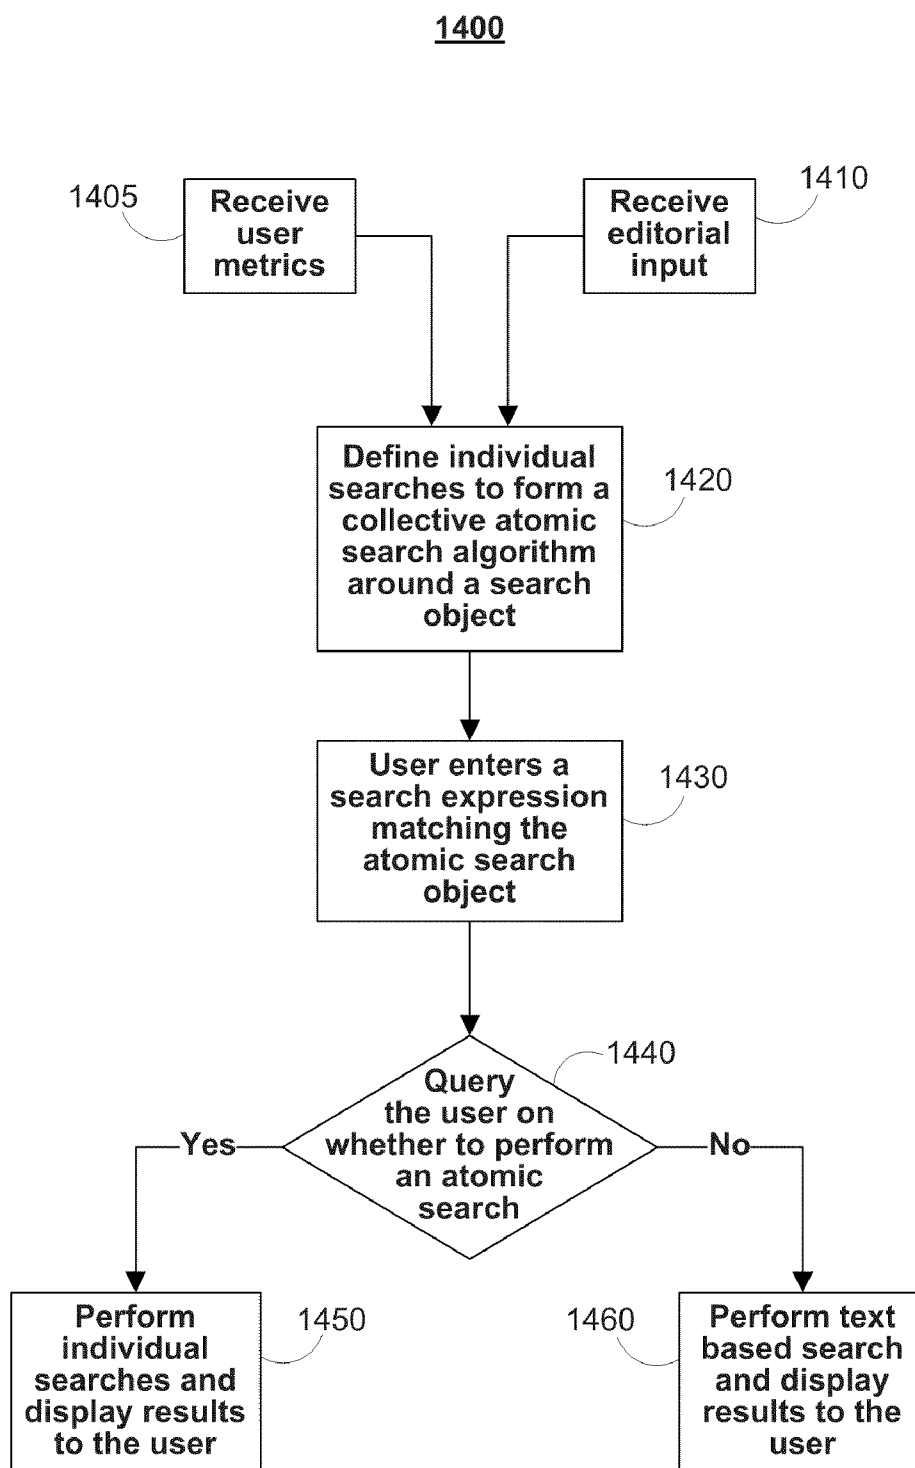 1400
1405
Receive
user
metrics
Receive
editorial
input
1410
Define individual
searches to form a
collective atomic
search algorithm
around a search
object
1420
User enters a
search expression
matching the
atomic search
object
1430
1440
Query
the user on
whether to perform
an atomic
search
Yes
No
Perform
individual
searches and
display results
to the user
1450
1460
Perform text
based search
and display
results to the
user